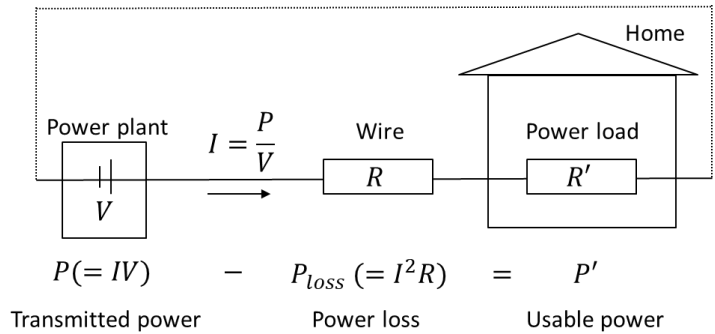 Home
Power plant
I = P/V
Wire
Power load
V
R
R′
P(= IV) − P_loss (= I²R) = P′
Transmitted power Power loss Usable power